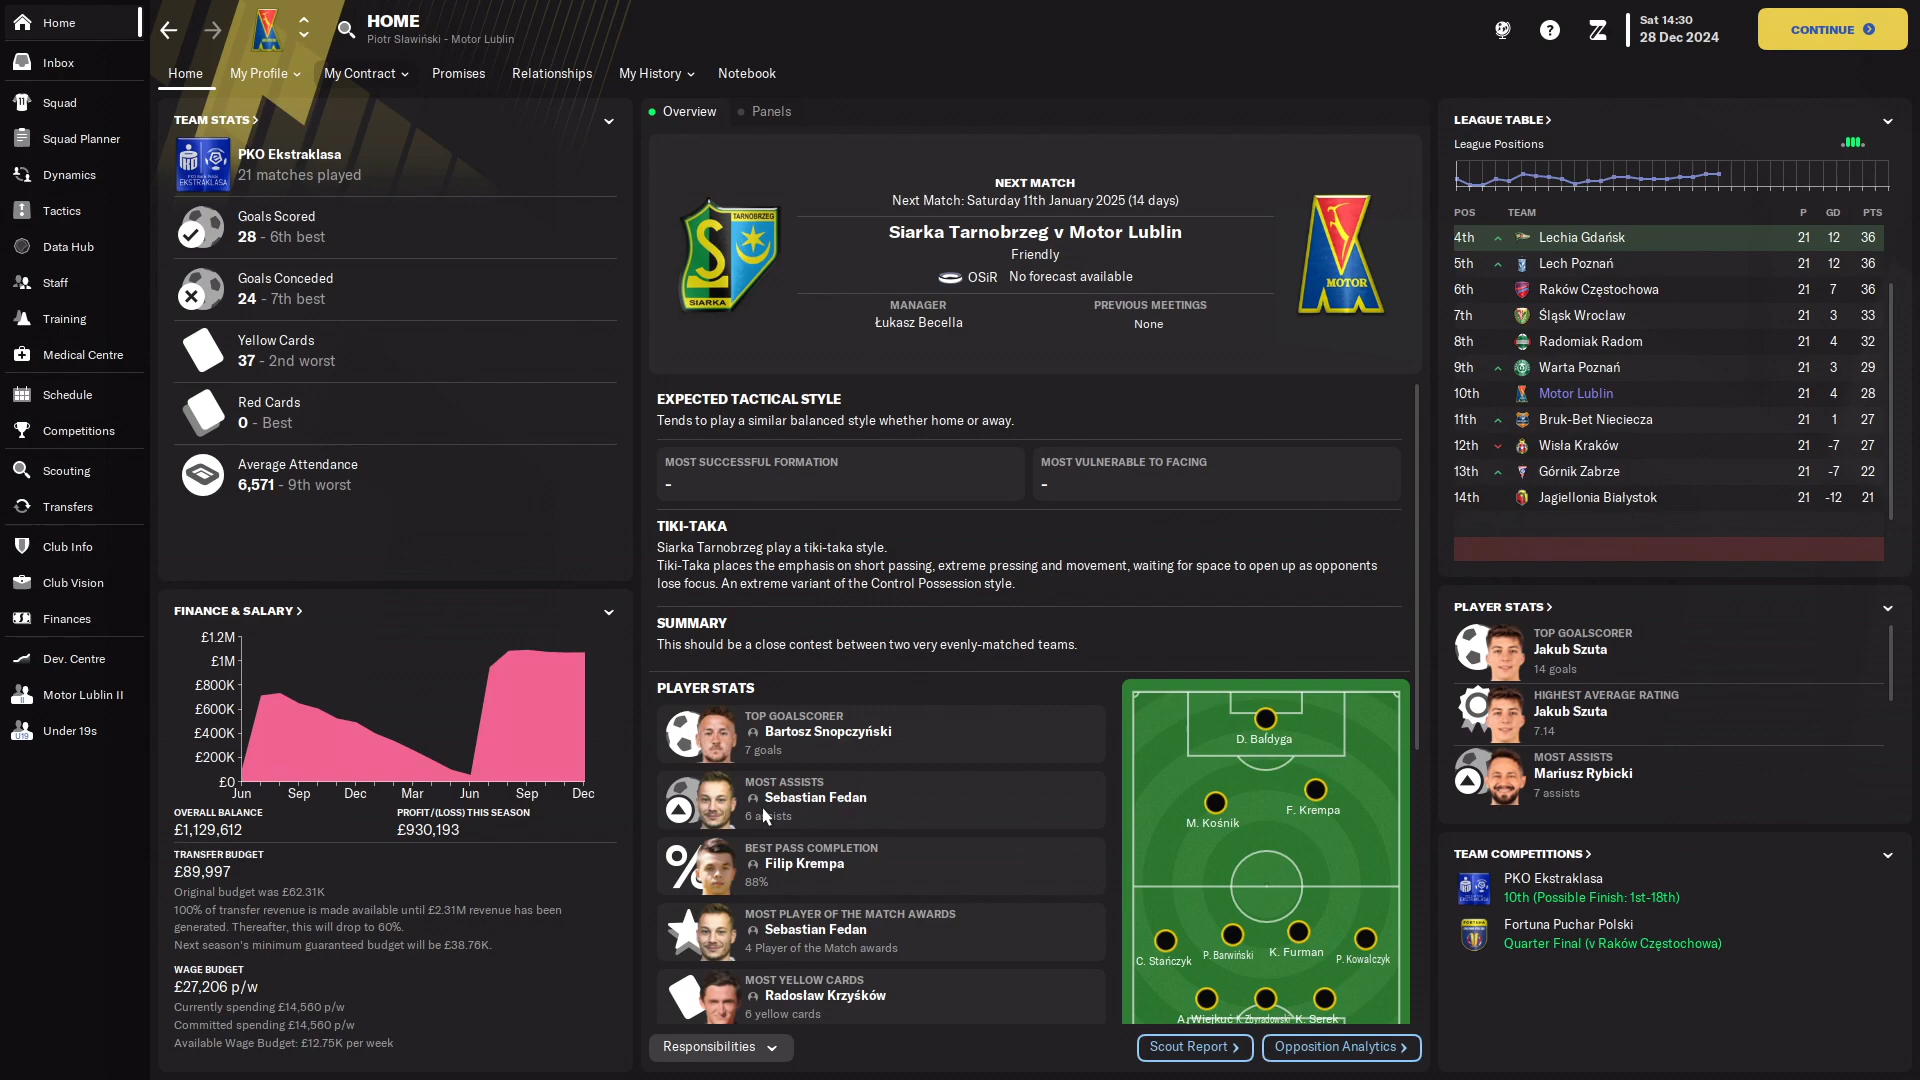 Home
Inbox
Squad
Squad Planner
Dynamics
Tactics
Data Hub
Staff
Training
Medical Centre
Schedule
Competitions
Scouting
Transfers
Club Info
Club Vision
Finances
Dev. Centre
Motor Lublin II
Under 19s
HOME
Piotr Sławiński - Motor Lublin
Sat 14:30
28 Dec 2024
CONTINUE
Home
My Profile
My Contract
Promises
Relationships
My History
Notebook
TEAM STATS >
PKO Ekstraklasa
21 matches played
Goals Scored
28 - 6th best
Goals Conceded
24 - 7th best
Yellow Cards
37 - 2nd worst
Red Cards
0 - Best
Average Attendance
6,571 - 9th worst
FINANCE & SALARY >
£1.2M
£1M
£800K
£600K
£400K
£200K
£0
Jun Sep Dec Mar Jun Sep Dec
OVERALL BALANCE
£1,129,612
PROFIT/(LOSS) THIS SEASON
£930,193
TRANSFER BUDGET
£89,997
Original budget was £62.31K
100% of transfer revenue is made available until £2.31M revenue has been
generated. Thereafter, this will drop to 60%.
Next season's minimum guaranteed budget will be £38.76K.
WAGE BUDGET
£27,206 p/w
Currently spending £14,560 p/w
Committed spending £14,560 p/w
Available Wage Budget: £12.75K per week
Overview
Panels
NEXT MATCH
Next Match: Saturday 11th January 2025 (14 days)
Siarka Tarnobrzeg v Motor Lublin
Friendly
OSiR No forecast available
MANAGER
Łukasz Becella
PREVIOUS MEETINGS
None
TARNOBRZEG
SIARKA
MOTOR
EXPECTED TACTICAL STYLE
Tends to play a similar balanced style whether home or away.
MOST SUCCESSFUL FORMATION
-
MOST VULNERABLE TO FACING
-
TIKI-TAKA
Siarka Tarnobrzeg play a tiki-taka style.
Tiki-Taka places the emphasis on short passing, extreme pressing and movement, waiting for space to open up as opponents
lose focus. An extreme variant of the Control Possession style.
SUMMARY
This should be a close contest between two very evenly-matched teams.
PLAYER STATS
TOP GOALSCORER
Bartosz Snopczyński
7 goals
MOST ASSISTS
Sebastian Fedan
6 assists
BEST PASS COMPLETION
Filip Krempa
88%
MOST PLAYER OF THE MATCH AWARDS
Sebastian Fedan
4 Player of the Match awards
MOST YELLOW CARDS
Radosław Krzyśków
6 yellow cards
D. Bałdyga
M. Kośnik
F. Krempa
C. Stańczyk
P. Barwiński
K. Furman
P. Kowalczyk
A. Wiejkuć
K. Zbyradowski
K. Serek
Responsibilities
Scout Report >
Opposition Analytics >
LEAGUE TABLE >
League Positions
POS TEAM P GD PTS
4th Lechia Gdańsk 21 12 36
5th Lech Poznań 21 12 36
6th Raków Częstochowa 21 7 36
7th Śląsk Wrocław 21 3 33
8th Radomiak Radom 21 4 32
9th Warta Poznań 21 3 29
10th Motor Lublin 21 4 28
11th Bruk-Bet Nieciecza 21 1 27
12th Wisła Kraków 21 -7 27
13th Górnik Zabrze 21 -7 22
14th Jagiellonia Białystok 21 -12 21
PLAYER STATS >
TOP GOALSCORER
Jakub Szuta
14 goals
HIGHEST AVERAGE RATING
Jakub Szuta
7.14
MOST ASSISTS
Mariusz Rybicki
7 assists
TEAM COMPETITIONS >
PKO Ekstraklasa
10th (Possible Finish: 1st-18th)
Fortuna Puchar Polski
Quarter Final (v Raków Częstochowa)